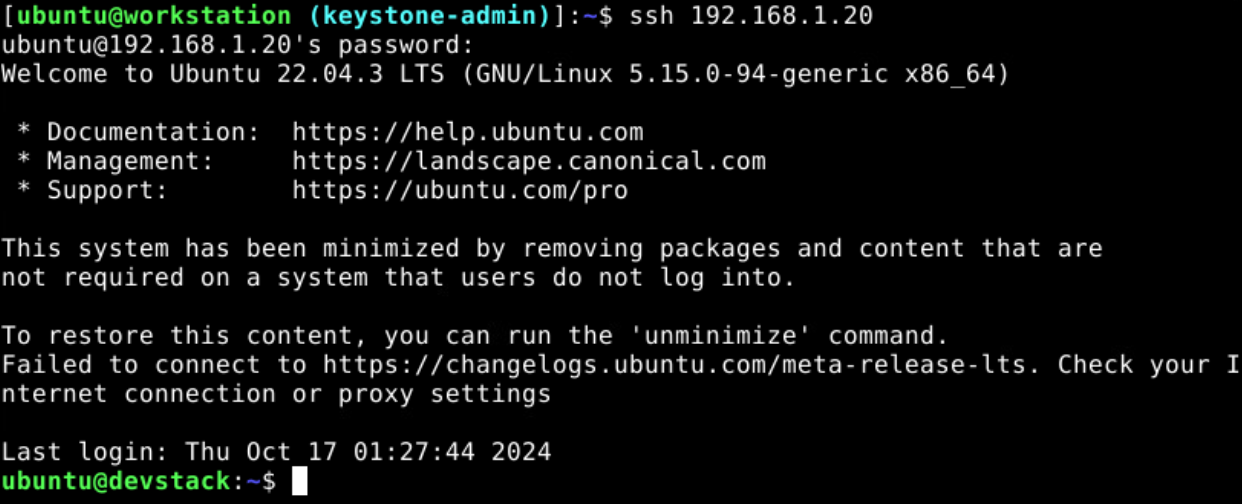 [ubuntu@workstation (keystone-admin)]:~$ ssh 192.168.1.20
ubuntu@192.168.1.20's password:
Welcome to Ubuntu 22.04.3 LTS (GNU/Linux 5.15.0-94-generic x86_64)
 * Documentation:  https://help.ubuntu.com
 * Management:     https://landscape.canonical.com
 * Support:        https://ubuntu.com/pro
This system has been minimized by removing packages and content that are
not required on a system that users do not log into.
To restore this content, you can run the 'unminimize' command.
Failed to connect to https://changelogs.ubuntu.com/meta-release-lts. Check your I
nternet connection or proxy settings
Last login: Thu Oct 17 01:27:44 2024
ubuntu@devstack:~$